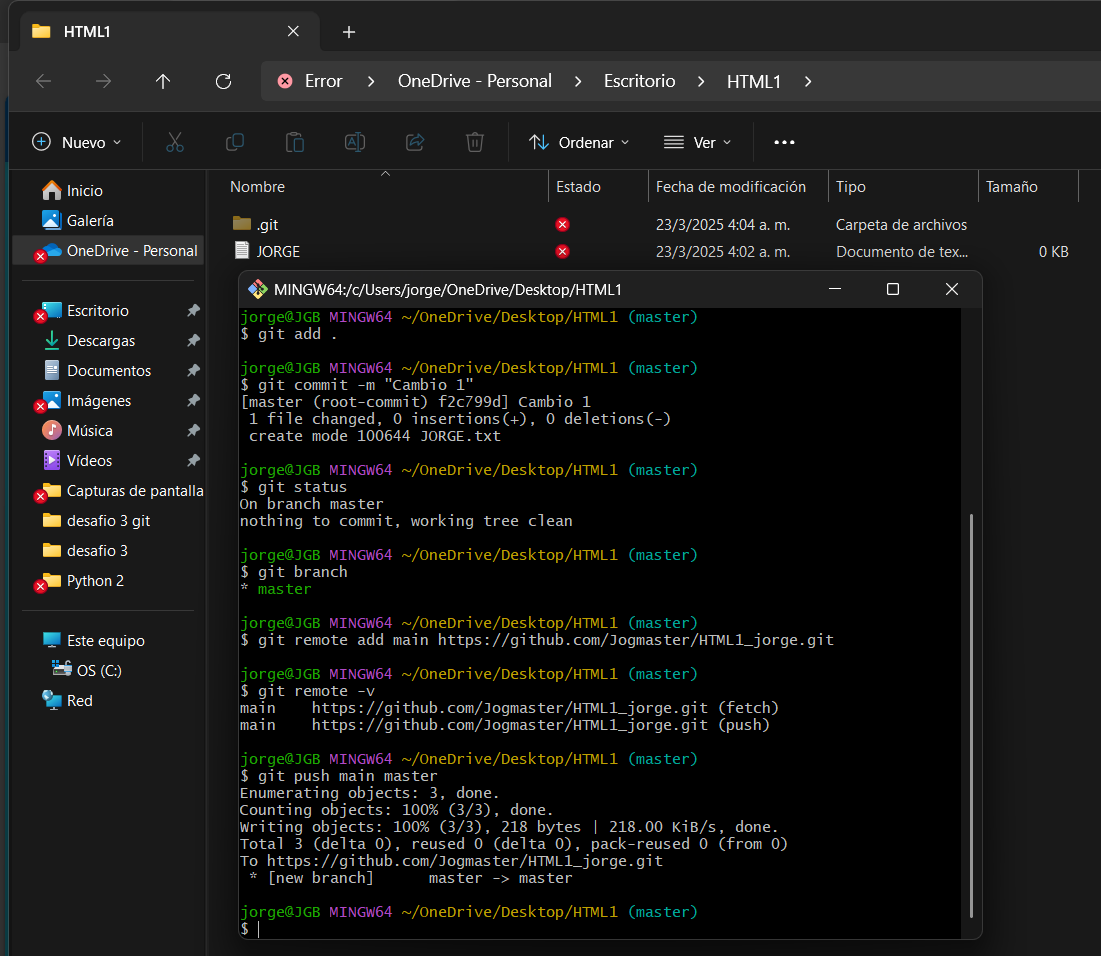 HTML1
Error > OneDrive - Personal > Escritorio > HTML1 >
Nuevo Ordenar Ver
Nombre Estado Fecha de modificación Tipo Tamaño
.git 23/3/2025 4:04 a. m. Carpeta de archivos
JORGE 23/3/2025 4:02 a. m. Documento de tex... 0 KB
Inicio
Galería
OneDrive - Personal
Escritorio
Descargas
Documentos
Imágenes
Música
Vídeos
Capturas de pantalla
desafio 3 git
desafio 3
Python 2
Este equipo
OS (C:)
Red
MINGW64:/c/Users/jorge/OneDrive/Desktop/HTML1
jorge@JGB MINGW64 ~/OneDrive/Desktop/HTML1 (master)
$ git add .
jorge@JGB MINGW64 ~/OneDrive/Desktop/HTML1 (master)
$ git commit -m "Cambio 1"
[master (root-commit) f2c799d] Cambio 1
1 file changed, 0 insertions(+), 0 deletions(-)
create mode 100644 JORGE.txt
jorge@JGB MINGW64 ~/OneDrive/Desktop/HTML1 (master)
$ git status
On branch master
nothing to commit, working tree clean
jorge@JGB MINGW64 ~/OneDrive/Desktop/HTML1 (master)
$ git branch
* master
jorge@JGB MINGW64 ~/OneDrive/Desktop/HTML1 (master)
$ git remote add main https://github.com/Jogmaster/HTML1_jorge.git
jorge@JGB MINGW64 ~/OneDrive/Desktop/HTML1 (master)
$ git remote -v
main https://github.com/Jogmaster/HTML1_jorge.git (fetch)
main https://github.com/Jogmaster/HTML1_jorge.git (push)
jorge@JGB MINGW64 ~/OneDrive/Desktop/HTML1 (master)
$ git push main master
Enumerating objects: 3, done.
Counting objects: 100% (3/3), done.
Writing objects: 100% (3/3), 218 bytes | 218.00 KiB/s, done.
Total 3 (delta 0), reused 0 (delta 0), pack-reused 0 (from 0)
To https://github.com/Jogmaster/HTML1_jorge.git
* [new branch] master -> master
jorge@JGB MINGW64 ~/OneDrive/Desktop/HTML1 (master)
$